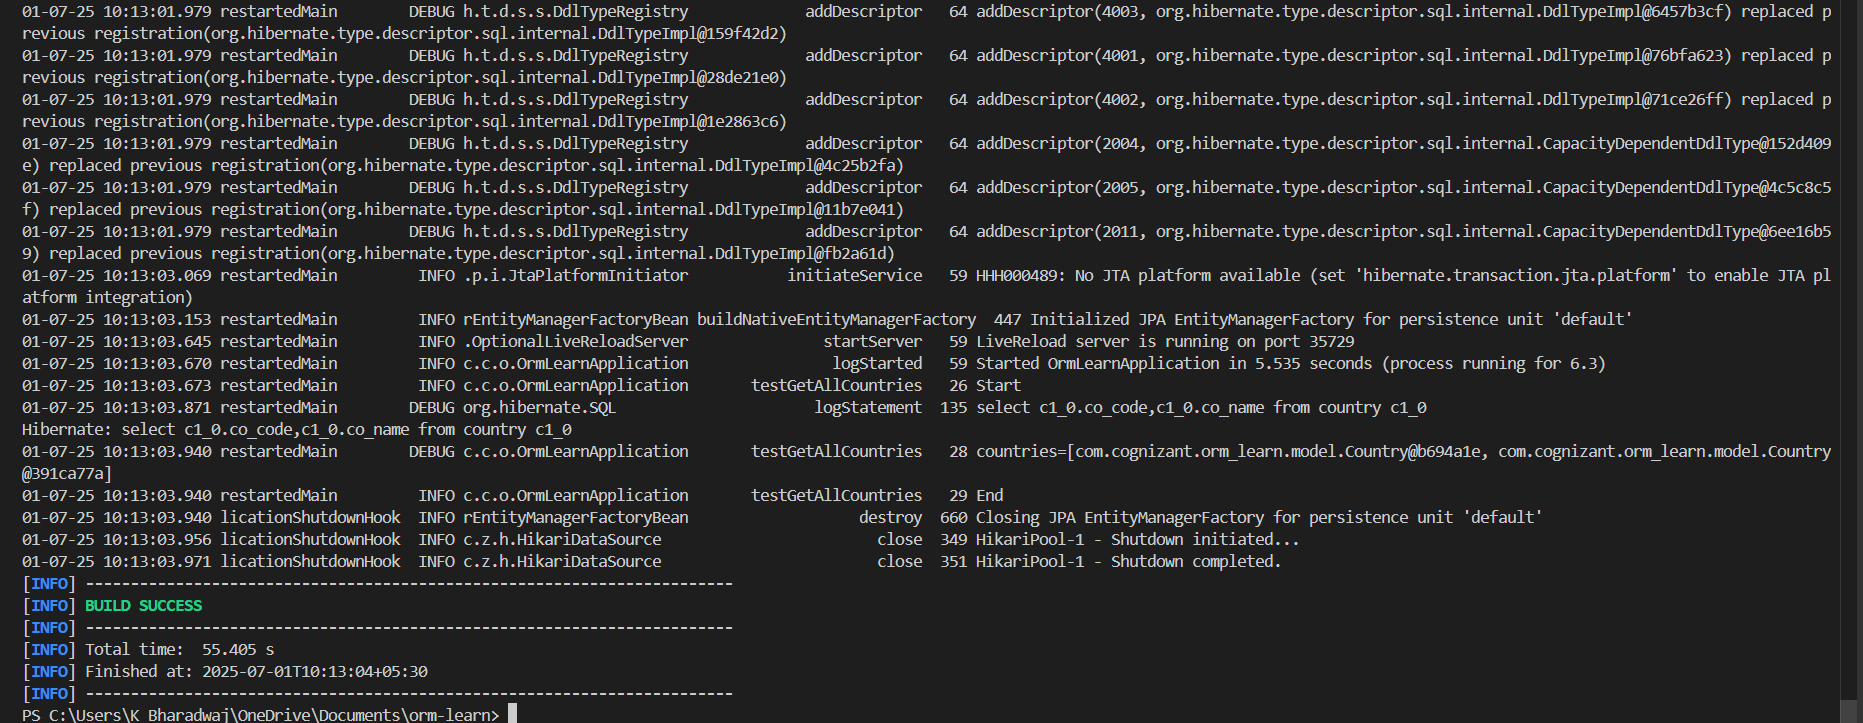 01-07-25 10:13:01.979 restartedMain        DEBUG h.t.d.s.s.DdlTypeRegistry             addDescriptor   64 addDescriptor(4003, org.hibernate.type.descriptor.sql.internal.DdlTypeImpl@6457b3cf) replaced p
revious registration(org.hibernate.type.descriptor.sql.internal.DdlTypeImpl@159f42d2)
01-07-25 10:13:01.979 restartedMain        DEBUG h.t.d.s.s.DdlTypeRegistry             addDescriptor   64 addDescriptor(4001, org.hibernate.type.descriptor.sql.internal.DdlTypeImpl@76bfa623) replaced p
revious registration(org.hibernate.type.descriptor.sql.internal.DdlTypeImpl@28de21e0)
01-07-25 10:13:01.979 restartedMain        DEBUG h.t.d.s.s.DdlTypeRegistry             addDescriptor   64 addDescriptor(4002, org.hibernate.type.descriptor.sql.internal.DdlTypeImpl@71ce26ff) replaced p
revious registration(org.hibernate.type.descriptor.sql.internal.DdlTypeImpl@1e2863c6)
01-07-25 10:13:01.979 restartedMain        DEBUG h.t.d.s.s.DdlTypeRegistry             addDescriptor   64 addDescriptor(2004, org.hibernate.type.descriptor.sql.internal.CapacityDependentDdlType@152d409
e) replaced previous registration(org.hibernate.type.descriptor.sql.internal.DdlTypeImpl@4c25b2fa)
01-07-25 10:13:01.979 restartedMain        DEBUG h.t.d.s.s.DdlTypeRegistry             addDescriptor   64 addDescriptor(2005, org.hibernate.type.descriptor.sql.internal.CapacityDependentDdlType@4c5c8c5
f) replaced previous registration(org.hibernate.type.descriptor.sql.internal.DdlTypeImpl@11b7e041)
01-07-25 10:13:01.979 restartedMain        DEBUG h.t.d.s.s.DdlTypeRegistry             addDescriptor   64 addDescriptor(2011, org.hibernate.type.descriptor.sql.internal.CapacityDependentDdlType@6ee16b5
9) replaced previous registration(org.hibernate.type.descriptor.sql.internal.DdlTypeImpl@fb2a61d)
01-07-25 10:13:03.069 restartedMain         INFO .p.i.JtaPlatformInitiator           initiateService   59 HHH000489: No JTA platform available (set 'hibernate.transaction.jta.platform' to enable JTA pl
atform integration)
01-07-25 10:13:03.153 restartedMain         INFO rEntityManagerFactoryBean buildNativeEntityManagerFactory  447 Initialized JPA EntityManagerFactory for persistence unit 'default'
01-07-25 10:13:03.645 restartedMain         INFO .OptionalLiveReloadServer               startServer   59 LiveReload server is running on port 35729
01-07-25 10:13:03.670 restartedMain         INFO c.c.o.OrmLearnApplication                logStarted   59 Started OrmLearnApplication in 5.535 seconds (process running for 6.3)
01-07-25 10:13:03.673 restartedMain         INFO c.c.o.OrmLearnApplication       testGetAllCountries   26 Start
01-07-25 10:13:03.871 restartedMain        DEBUG org.hibernate.SQL                      logStatement  135 select c1_0.co_code,c1_0.co_name from country c1_0
Hibernate: select c1_0.co_code,c1_0.co_name from country c1_0
01-07-25 10:13:03.940 restartedMain        DEBUG c.c.o.OrmLearnApplication       testGetAllCountries   28 countries=[com.cognizant.orm_learn.model.Country@b694a1e, com.cognizant.orm_learn.model.Country
@391ca77a]
01-07-25 10:13:03.940 restartedMain         INFO c.c.o.OrmLearnApplication       testGetAllCountries   29 End
01-07-25 10:13:03.940 licationShutdownHook  INFO rEntityManagerFactoryBean                   destroy  660 Closing JPA EntityManagerFactory for persistence unit 'default'
01-07-25 10:13:03.956 licationShutdownHook  INFO c.z.h.HikariDataSource                        close  349 HikariPool-1 - Shutdown initiated...
01-07-25 10:13:03.971 licationShutdownHook  INFO c.z.h.HikariDataSource                        close  351 HikariPool-1 - Shutdown completed.
[INFO] ------------------------------------------------------------------------
[INFO] BUILD SUCCESS
[INFO] ------------------------------------------------------------------------
[INFO] Total time:  55.405 s
[INFO] Finished at: 2025-07-01T10:13:04+05:30
[INFO] ------------------------------------------------------------------------
PS C:\Users\K Bharadwaj\OneDrive\Documents\orm-learn>